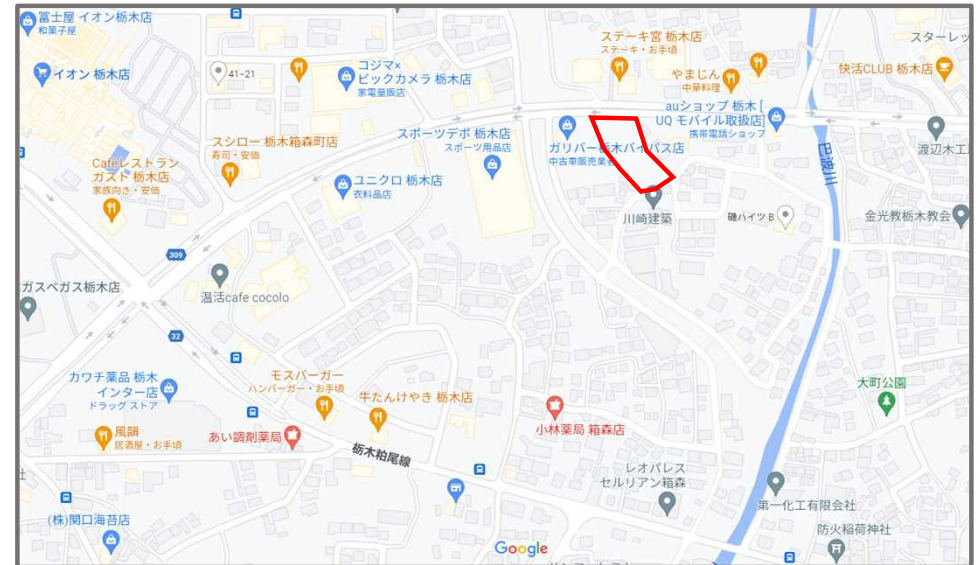 冨士屋 イオン栃木店
和菓子屋
イオン 栃木店
41-21
コジマ×
ビックカメラ 栃木店
家電量販店
ステーキ宮 栃木店
ステーキ・お手頃
やまじん
中華料理
快活CLUB 栃木店
スターレッ
auショップ 栃木 [
UQ モバイル取扱店]
携帯電話ショップ
渡辺木工
スポーツデポ 栃木店
スポーツ用品店
ガリバー栃木バイパス店
中古車販売業者
スシロー 栃木箱森町店
寿司・安価
Cafeレストラン
ガスト 栃木店
家族向き・安価
ユニクロ 栃木店
衣料品店
川崎建築
磯ハイツ B
巴波川
金光教栃木教会
309
ガスベガス栃木店
温活cafe cocolo
32
カワチ薬品 栃木
インター店
ドラッグ ストア
モスバーガー
ハンバーガー・お手頃
牛たんけやき 栃木店
大町公園
風韻
居酒屋・お手頃
あい調剤薬局
小林薬局 箱森店
栃木粕尾線
レオパレス
セルリアン箱森
第一化工有限会社
(株)関口海苔店
防火稲荷神社
Google